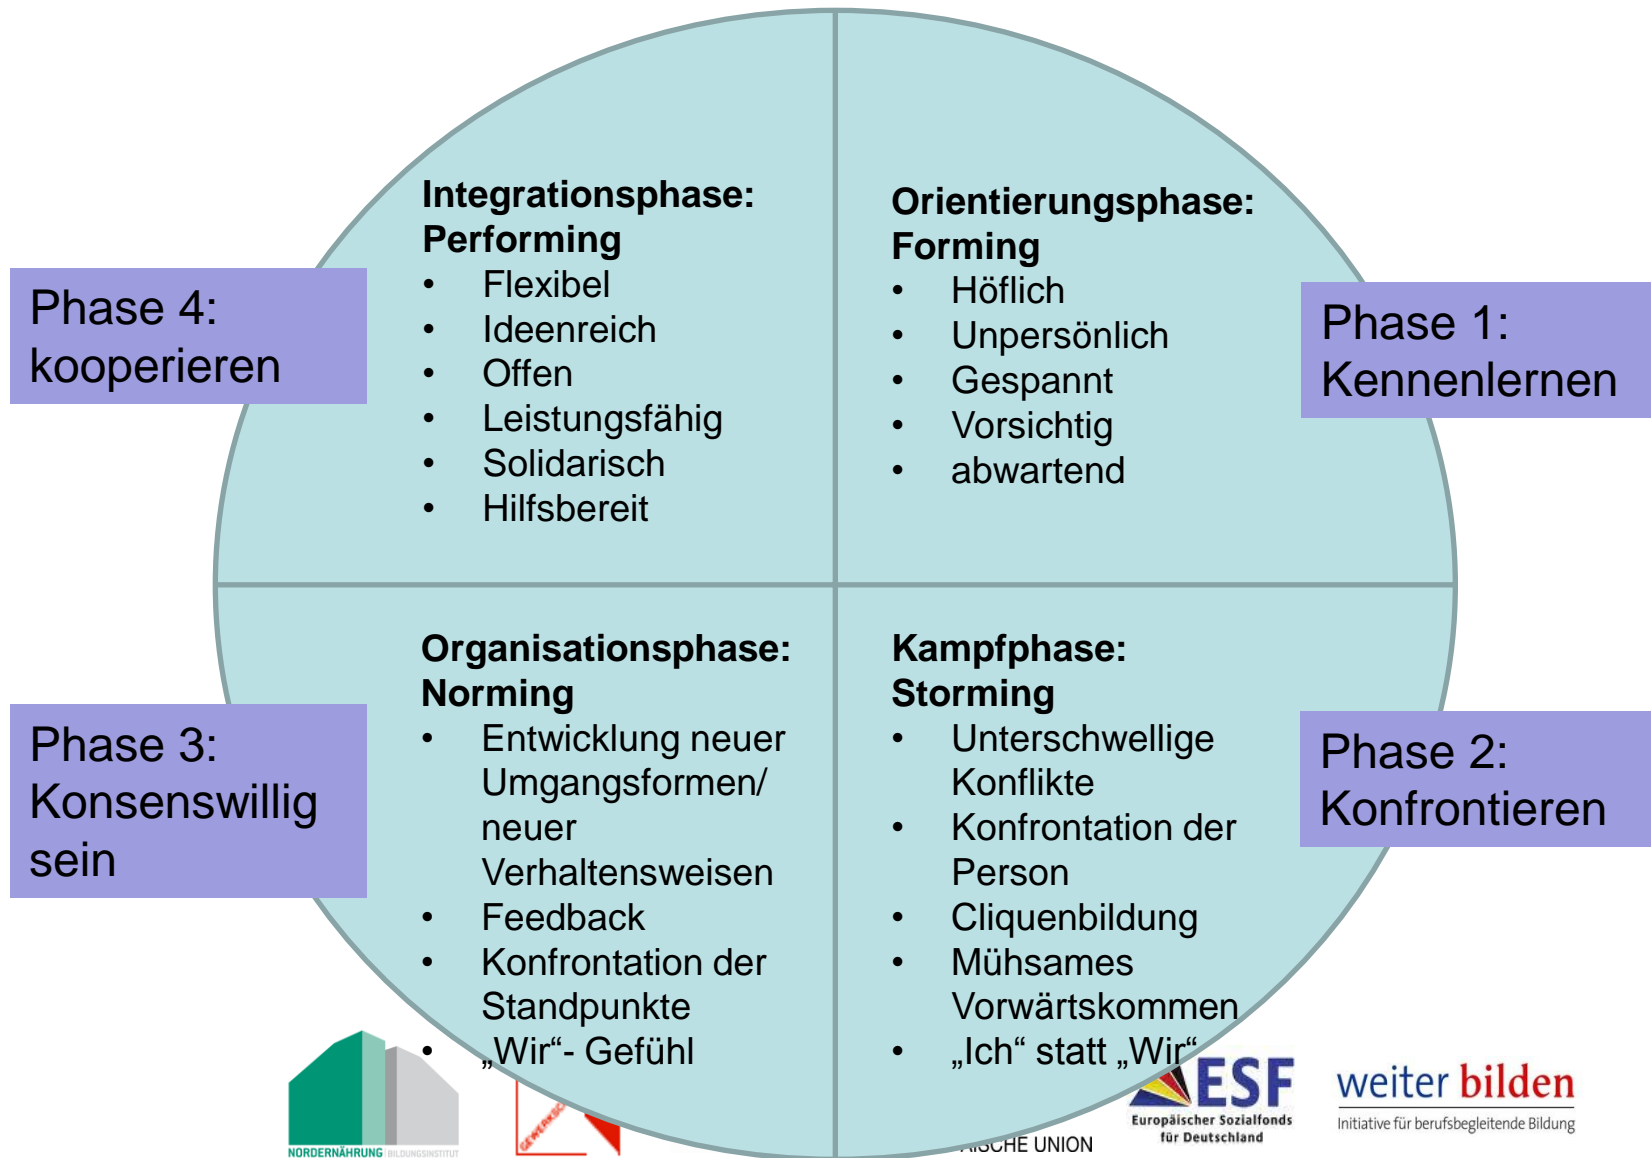 Integrationsphase:
Performing
• Flexibel
• Ideenreich
• Offen
• Leistungsfähig
• Solidarisch
• Hilfsbereit
Orientierungsphase:
Forming
• Höflich
• Unpersönlich
• Gespannt
• Vorsichtig
• abwartend
Phase 4:
kooperieren
Phase 1:
Kennenlernen
Organisationsphase:
Norming
• Entwicklung neuer
Umgangsformen/
neuer
Verhaltensweisen
• Feedback
• Konfrontation der
Standpunkte
• „Wir“- Gefühl
Kampfphase:
Storming
• Unterschwellige
Konflikte
• Konfrontation der
Person
• Cliquenbildung
• Mühsames
Vorwärtskommen
• „Ich“ statt „Wir“
Phase 3:
Konsenswillig
sein
Phase 2:
Konfrontieren
NORDERNÄHRUNG BILDUNGSINSTITUT
UNION
ESF
Europäischer Sozialfonds
für Deutschland
weiter bilden
Initiative für berufsbegleitende Bildung